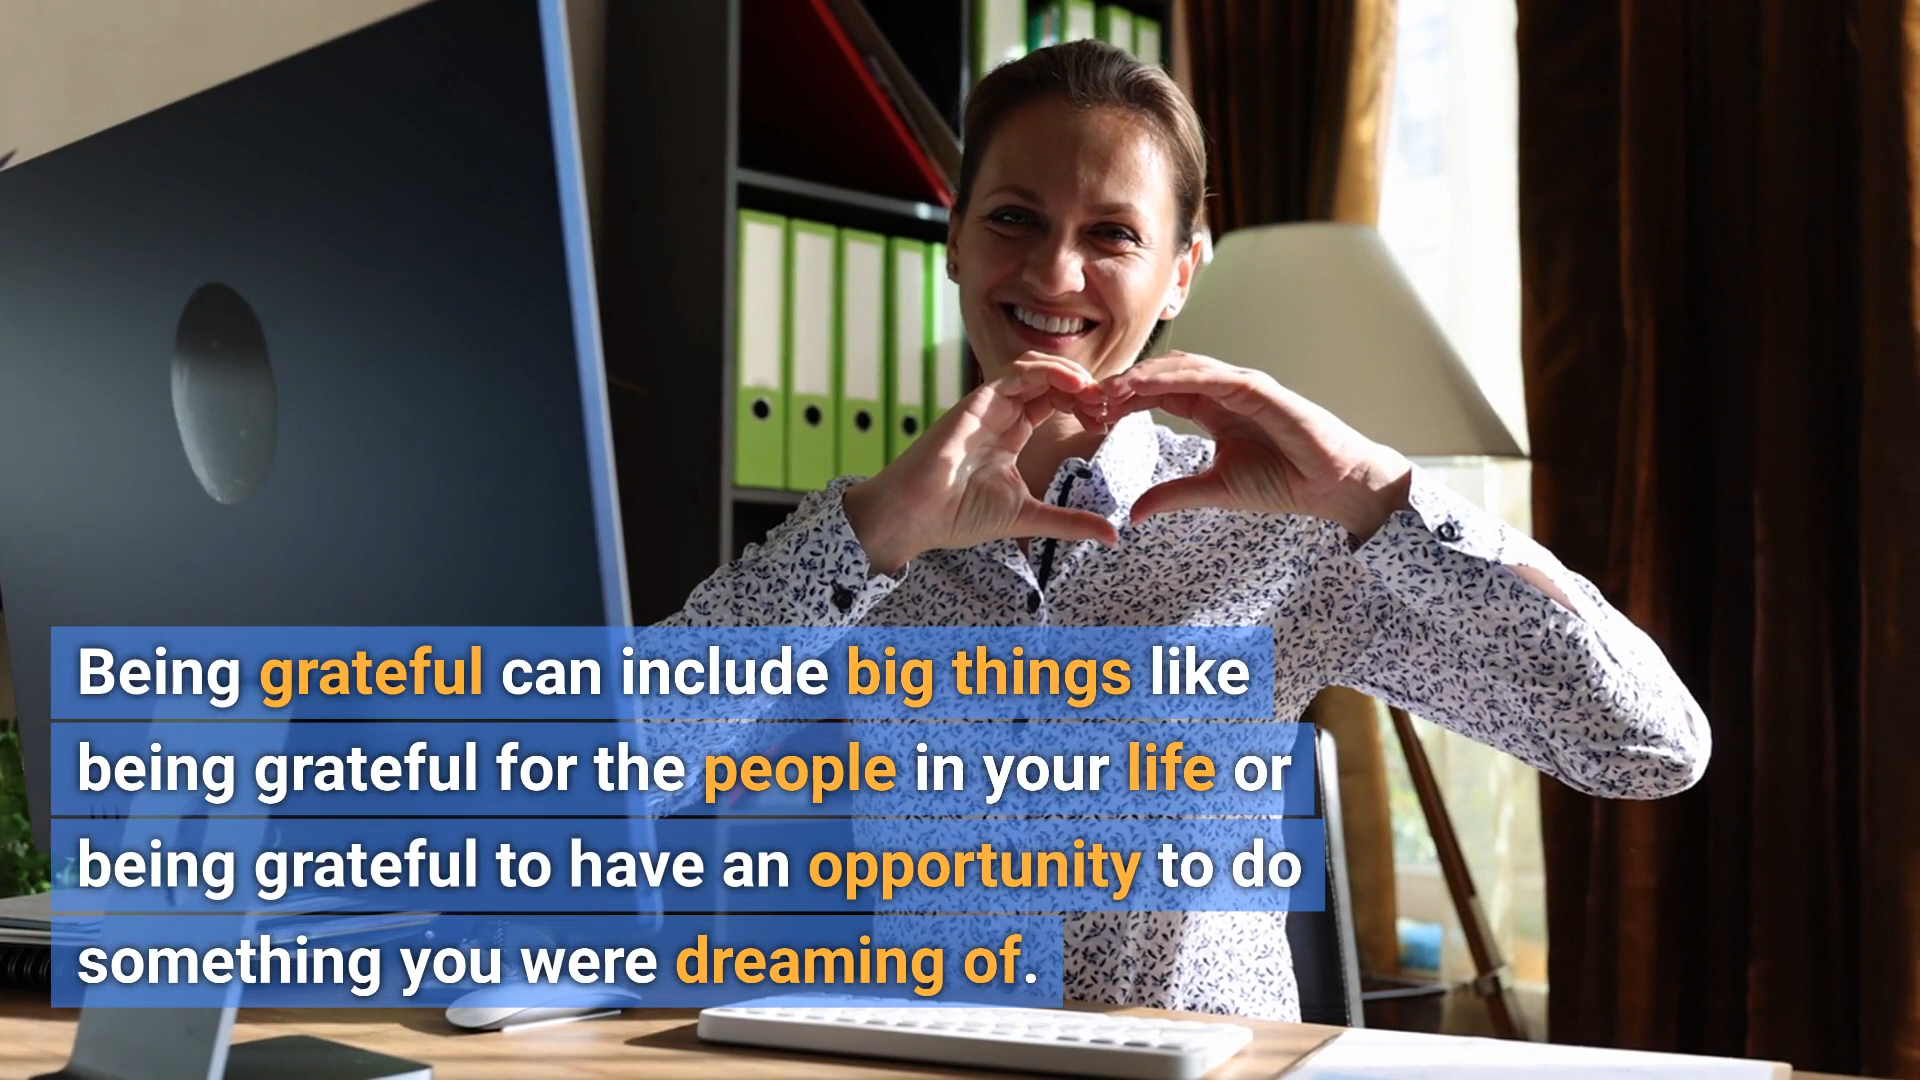 Being grateful can include big things like
being grateful for the people in your life or
being grateful to have an opportunity to do
something you were dreaming of.